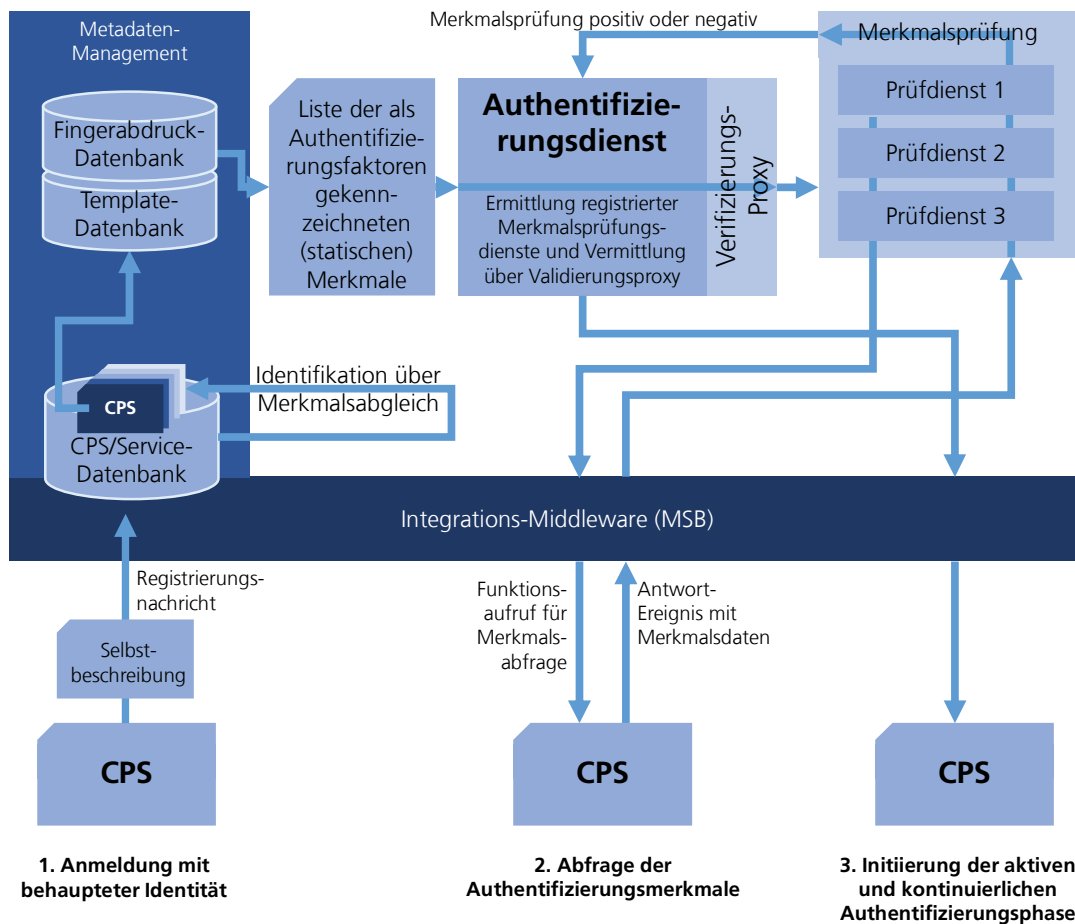 Merkmalsprüfung positiv oder negativ
Metadaten-
Management
Merkmalsprüfung
Fingerabdruck-
Datenbank
Template-
Datenbank
Liste der als
Authentifizie-
rungsfaktoren
gekenn-
zeichneten
(statischen)
Merkmale
Authentifizie-
rungsdienst
Ermittlung registrierter
Merkmalsprüfungs-
dienste und Vermittlung
über Validierungsproxy
Verifizierungs-
Proxy
Prüfdienst 1
Prüfdienst 2
Prüfdienst 3
CPS
CPS/Service-
Datenbank
Identifikation über
Merkmalsabgleich
Integrations-Middleware (MSB)
Registrierungs-
nachricht
Selbst-
beschreibung
Funktions-
aufruf für
Merkmals-
abfrage
Antwort-
Ereignis mit
Merkmalsdaten
CPS
CPS
CPS
1. Anmeldung mit
behaupteter Identität
2. Abfrage der
Authentifizierungsmerkmale
3. Initiierung der aktiven
und kontinuierlichen
Authentifizierungsphase